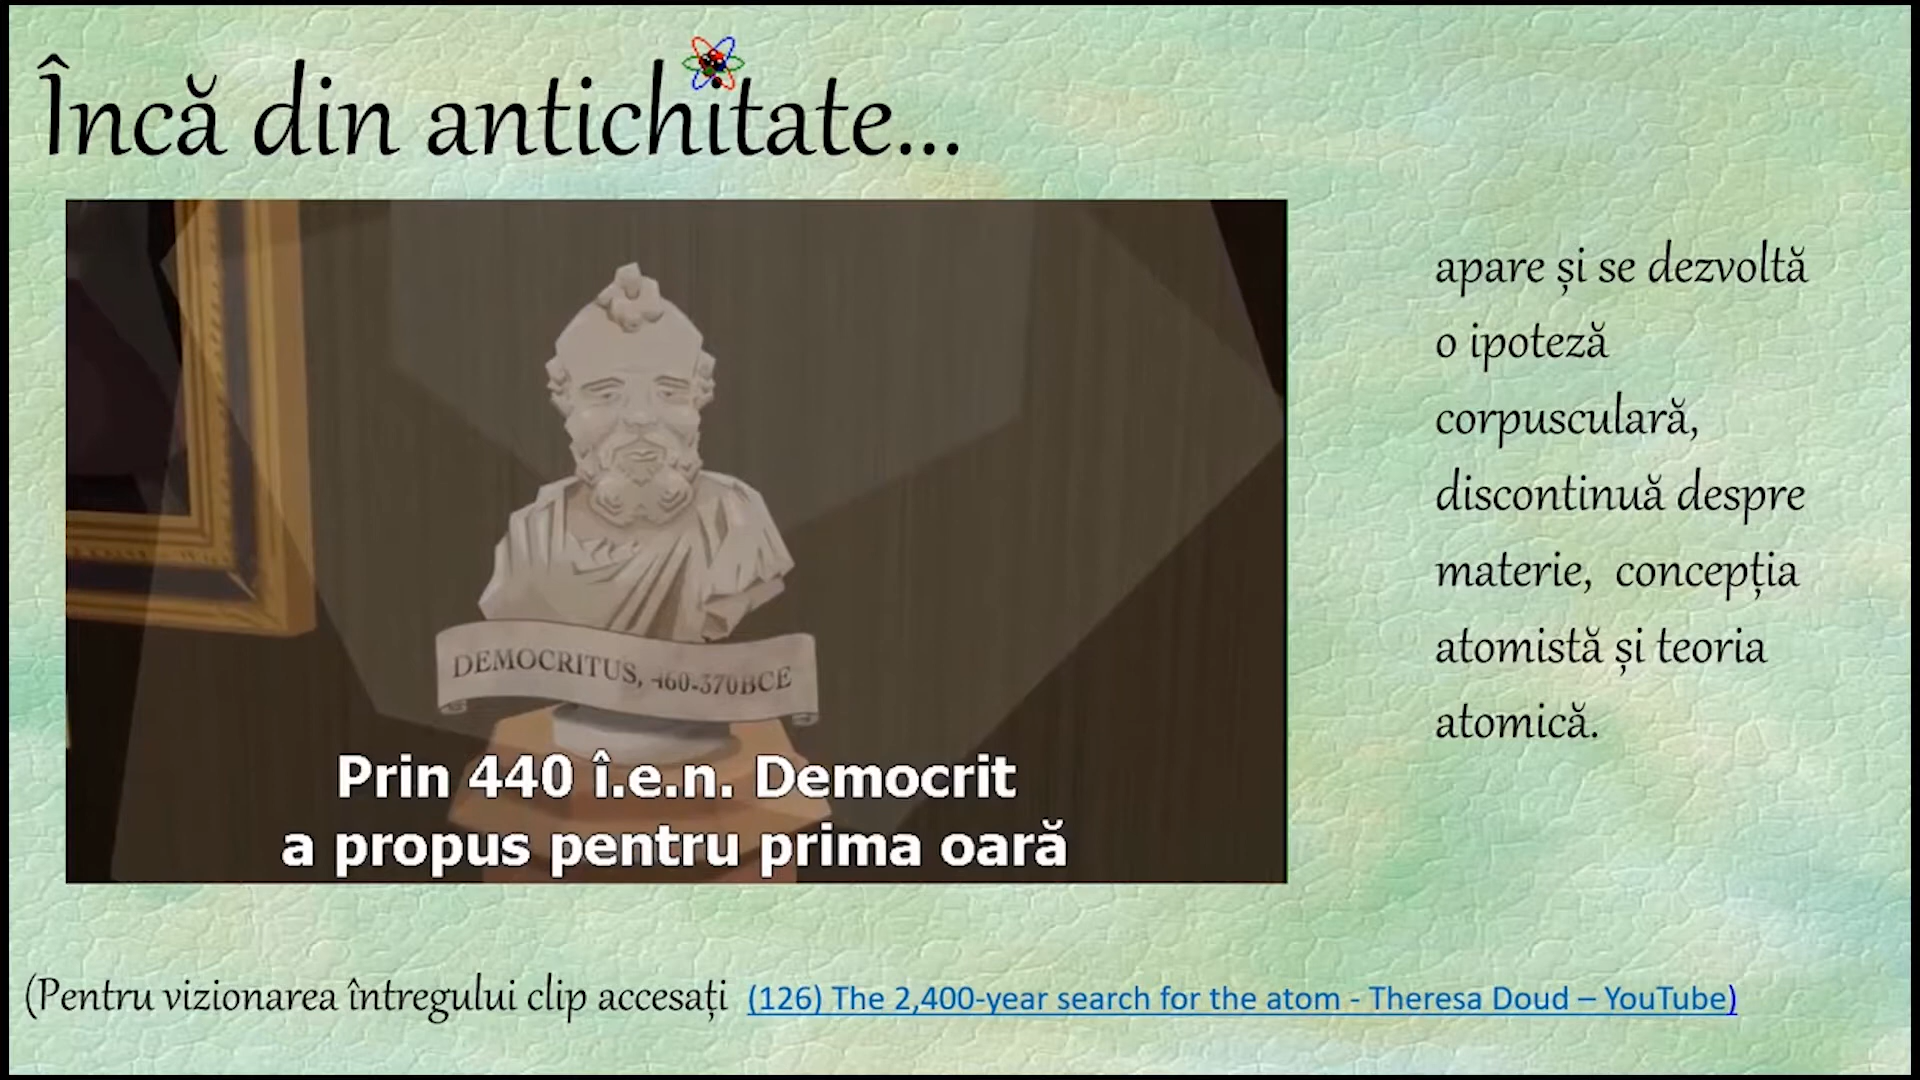 Încă din antichitate...
DEMOCRITUS, 460-370BCE
Prin 440 î.e.n. Democrit
a propus pentru prima oară
apare și se dezvoltă
o ipoteză
corpusculară,
discontinuă despre
materie, concepția
atomistă și teoria
atomică.
(Pentru vizionarea întregului clip accesați (126) The 2,400-year search for the atom - Theresa Doud – YouTube)